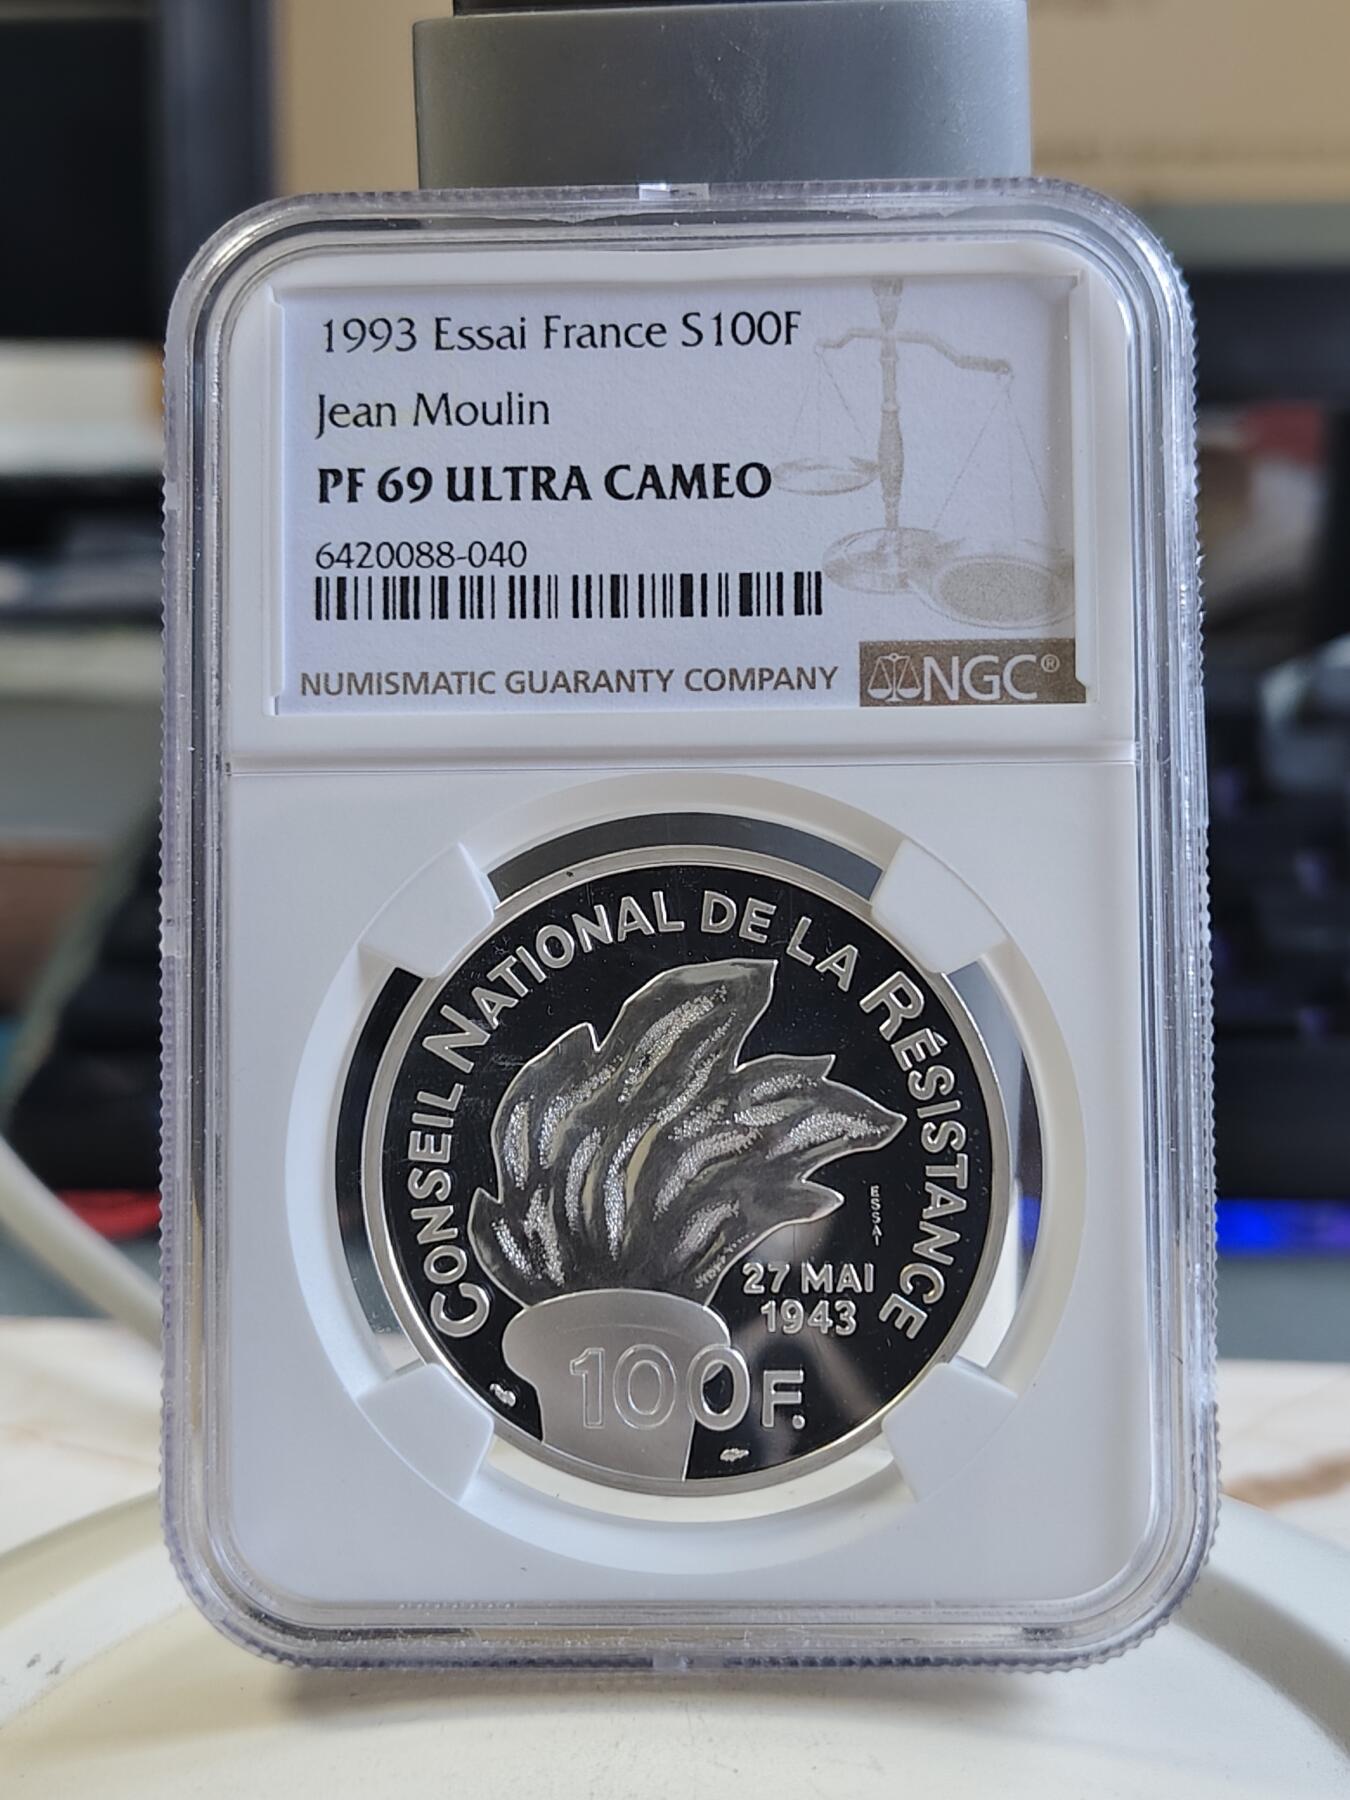 1993 Essai France S100F
Jean Moulin
PF 69 ULTRA CAMEO
6420088-040
NUMISMATIC GUARANTY COMPANY
NGC®
CONSEIL NATIONAL DE LA RÉSISTANCE
ESSAI
27 MAI
1943
100F.